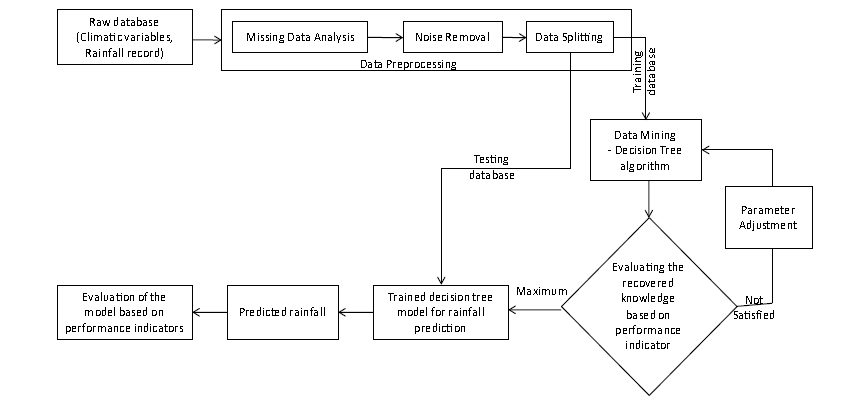 Raw database
(Climatic variables,
Rainfall record)
Missing Data Analysis
Noise Removal
Data Splitting
Data Preprocessing
Training
database
Data Mining
- Decision Tree
algorithm
Testing
database
Parameter
Adjustment
Evaluating the
recovered
knowledge
based on
performance
indicator
Not
Satisfied
Maximum
Trained decision tree
model for rainfall
prediction
Predicted rainfall
Evaluation of the
model based on
performance indicators